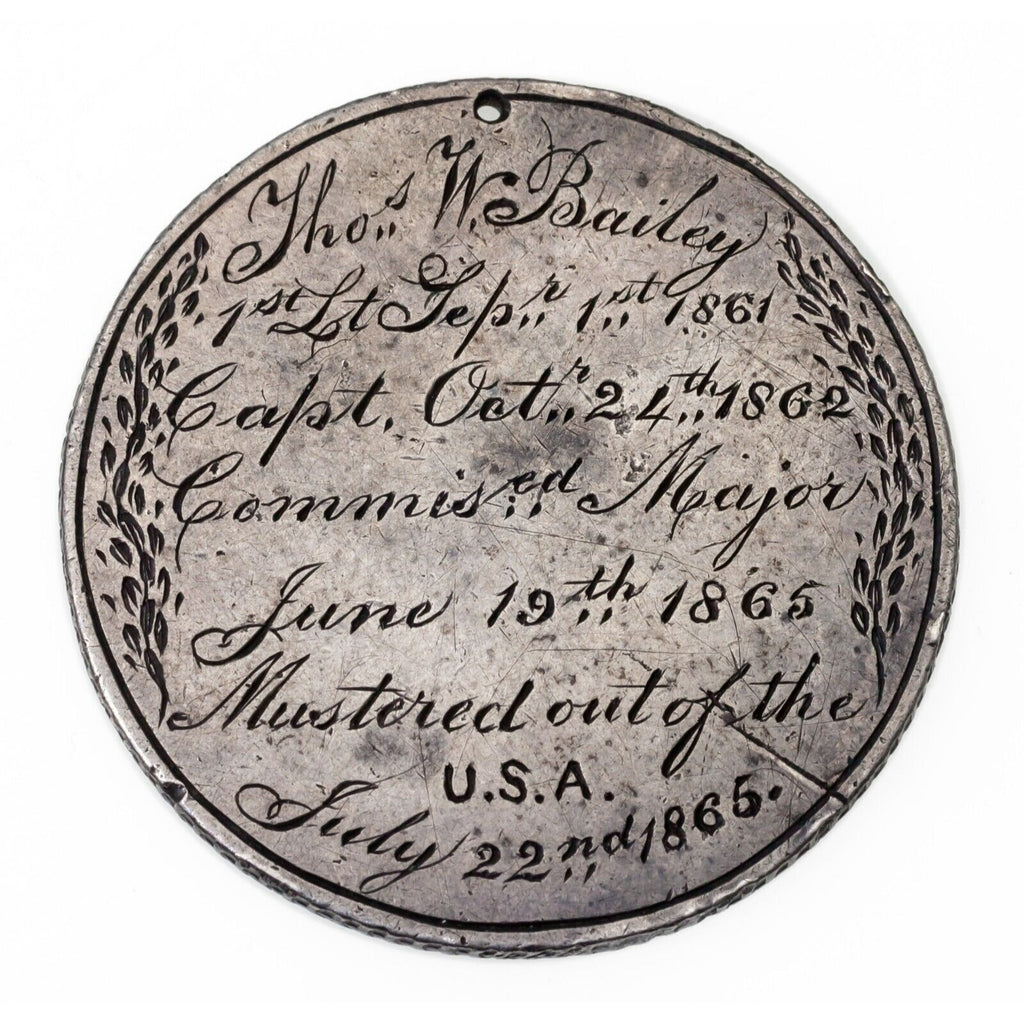 Thos. W. Bailey
1st Lt Sepr. 1st. 1861
Capt. Octr. 24th. 1862
Commissed Major
June 19th. 1865
Mustered out of the
U.S.A.
July 22nd. 1865.